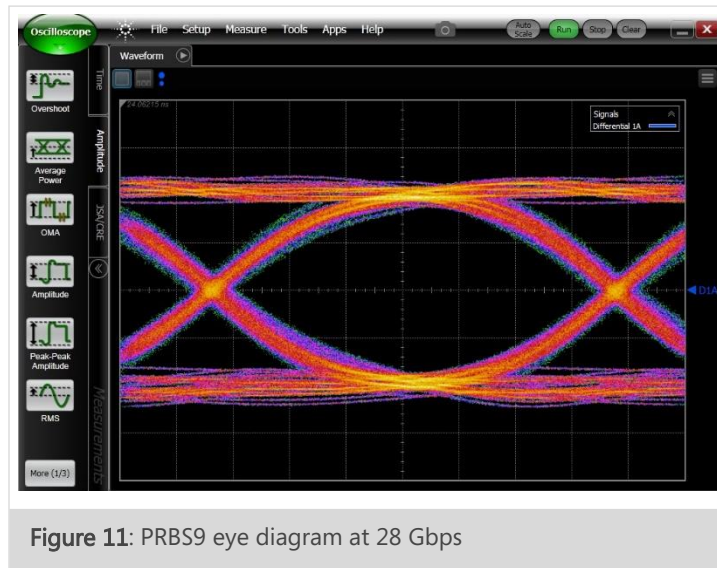 Oscilloscope
File Setup Measure Tools Apps Help
Auto
Scale
Run
Stop
Clear
Waveform
Time
Amplitude
Overshoot
Average
Power
OMA
Amplitude
Peak-Peak
Amplitude
RMS
More (1/3)
Measurements
24.06215 ns
Signals
Differential 1A
D1A
Figure 11: PRBS9 eye diagram at 28 Gbps